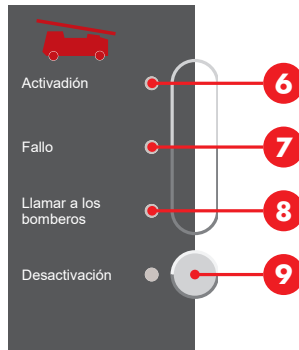 Activadión
6
Fallo
7
Llamar a los
bomberos
8
Desactivación
9